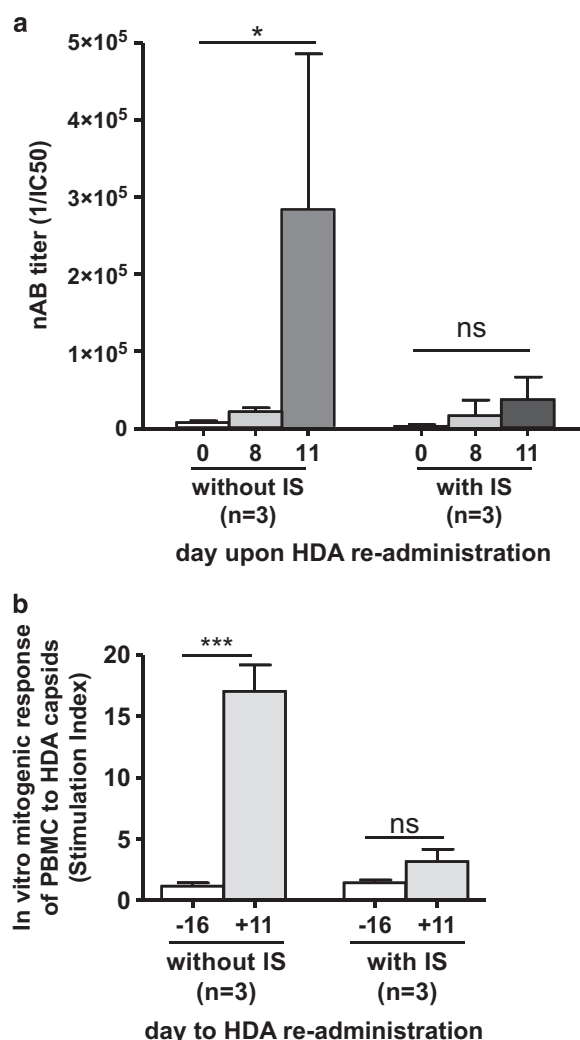 a
nAB titer (1/IC50)
5×10⁵
4×10⁵
3×10⁵
2×10⁵
1×10⁵
0
*
ns
0 8 11 0 8 11
without IS with IS
(n=3) (n=3)
day upon HDA re-administration
b
In vitro mitogenic response
of PBMC to HDA capsids
(Stimulation Index)
20
15
10
5
0
***
ns
-16 +11 -16 +11
without IS with IS
(n=3) (n=3)
day to HDA re-administration